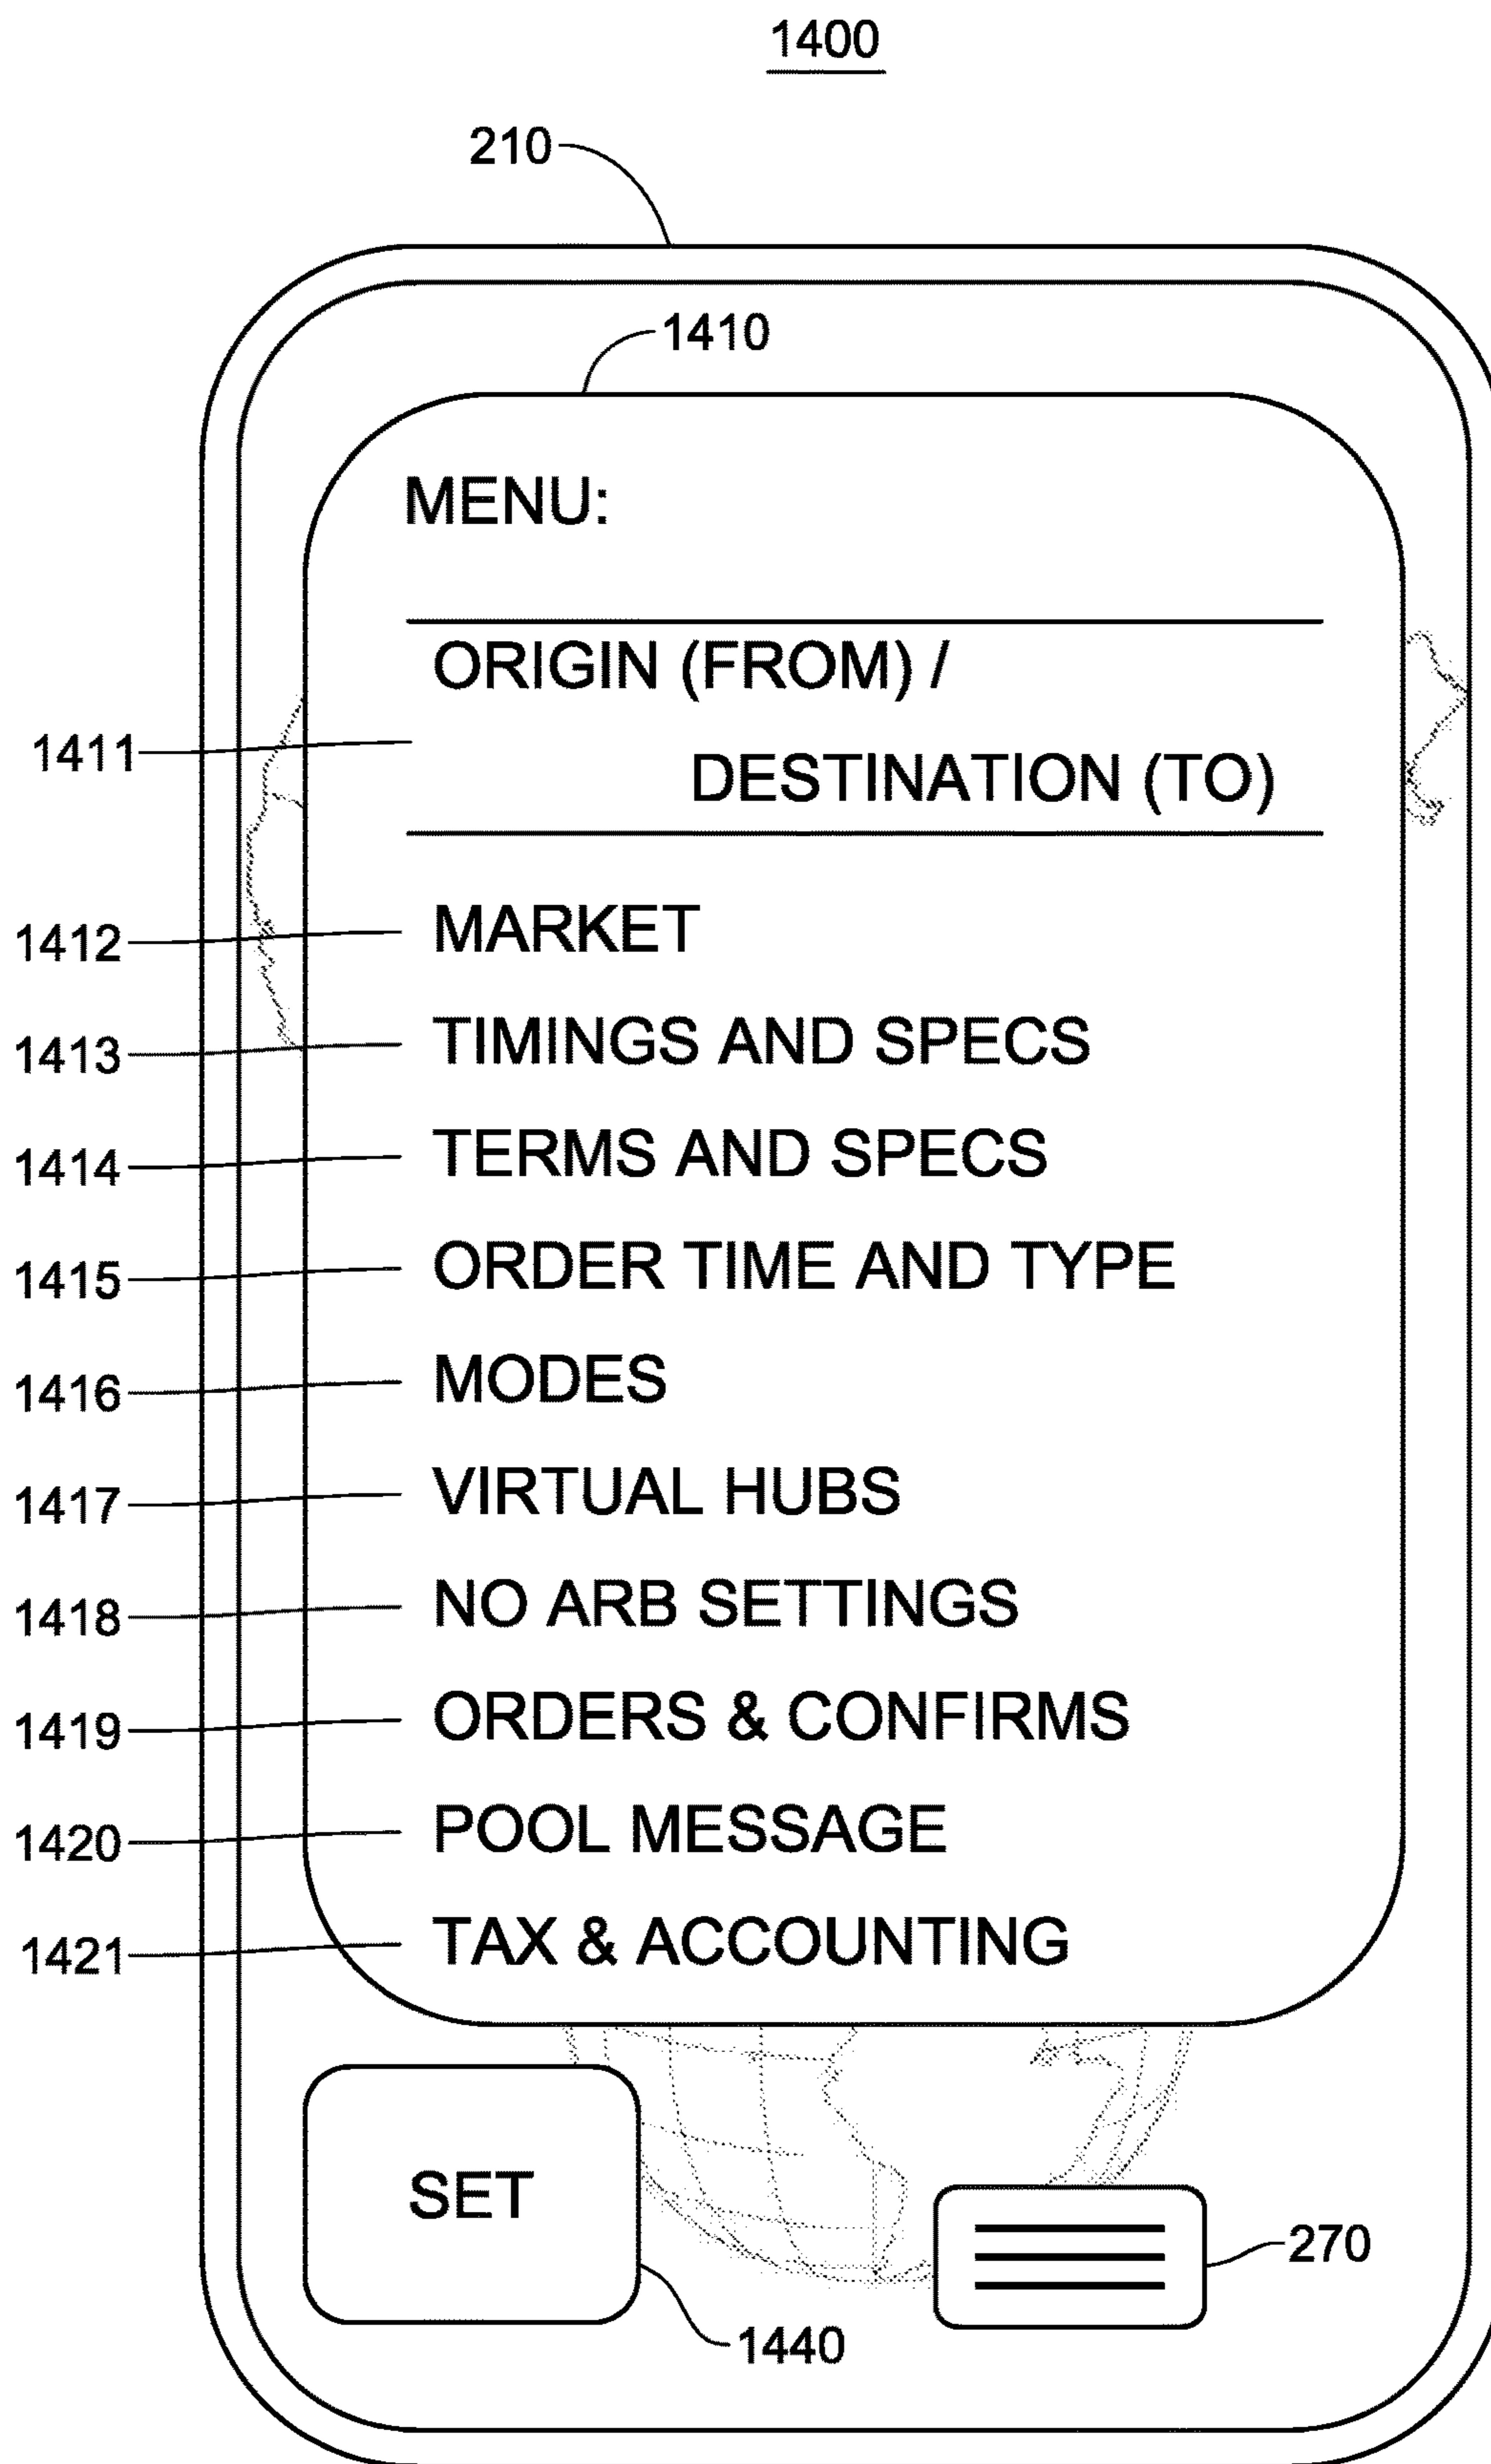 1400
210
1410
MENU:
ORIGIN (FROM) /
1411
DESTINATION (TO)
1412 MARKET
1413 TIMINGS AND SPECS
1414 TERMS AND SPECS
1415 ORDER TIME AND TYPE
1416 MODES
1417 VIRTUAL HUBS
1418 NO ARB SETTINGS
1419 ORDERS & CONFIRMS
1420 POOL MESSAGE
1421 TAX & ACCOUNTING
SET
270
1440